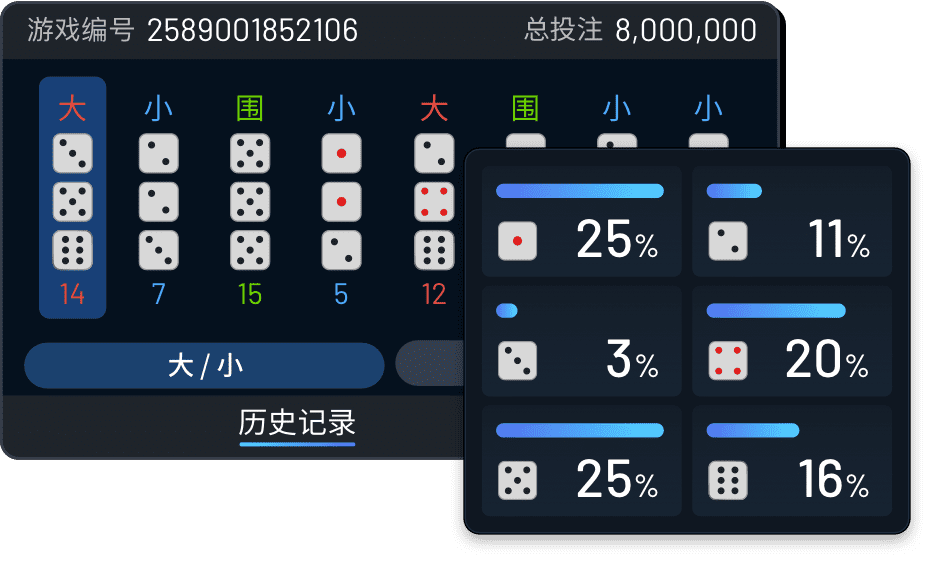 游戏编号 2589001852106 总投注 8,000,000
大 小 围 小 大 围 小 小
14 7 15 5 12
大 / 小
历史记录
25% 11%
3% 20%
25% 16%